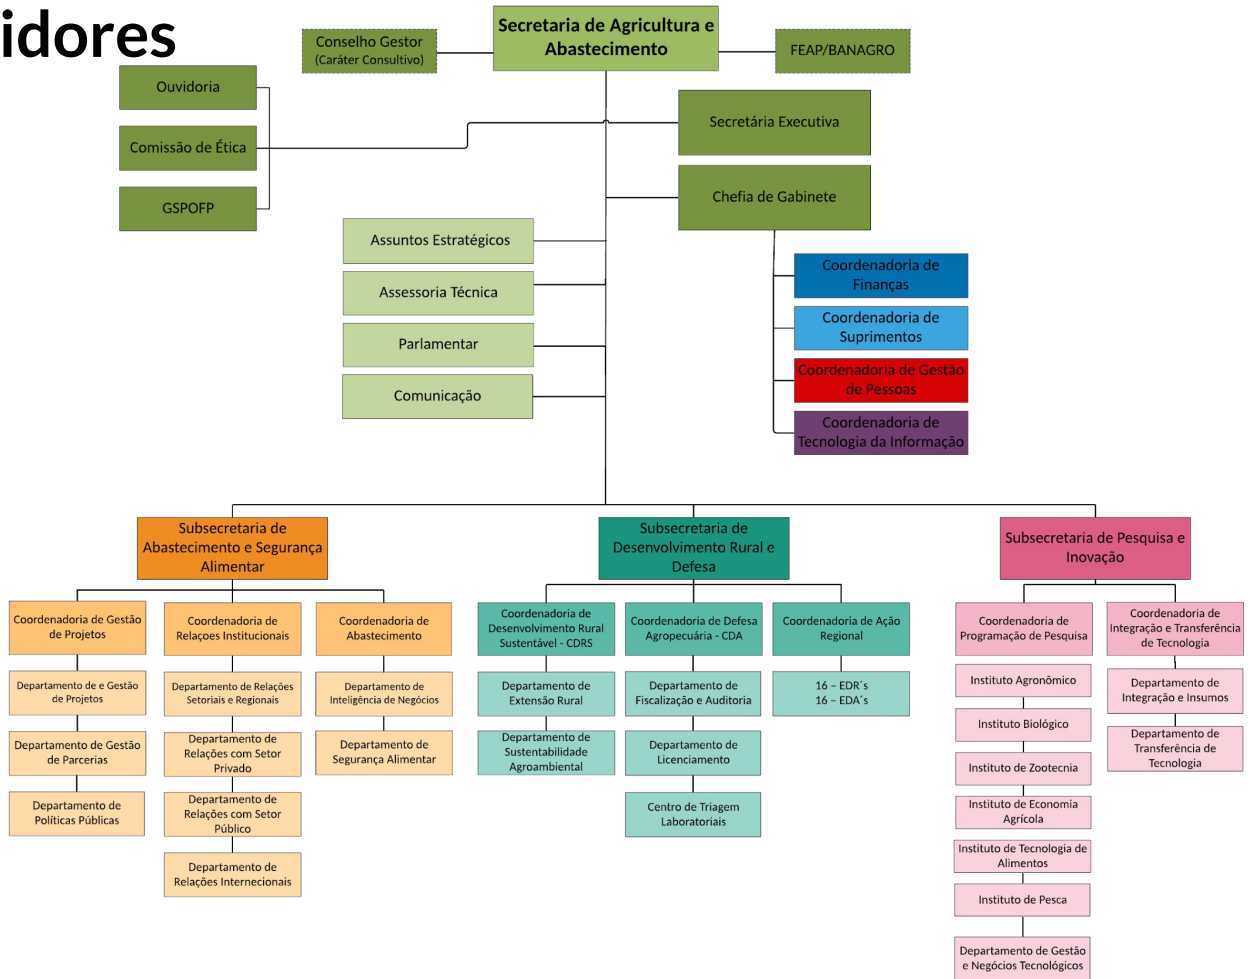 idores
Secretaria de Agricultura e
Abastecimento
Conselho Gestor
(Caráter Consultivo)
FEAP/BANAGRO
Ouvidoria
Comissão de Ética
GSPOFP
Secretária Executiva
Chefia de Gabinete
Assuntos Estratégicos
Assessoria Técnica
Parlamentar
Comunicação
Coordenadoria de
Finanças
Coordenadoria de
Suprimentos
Coordenadoria de Gestão
de Pessoas
Coordenadoria de
Tecnologia da Informação
Subsecretaria de
Abastecimento e Segurança
Alimentar
Subsecretaria de
Desenvolvimento Rural e
Defesa
Subsecretaria de Pesquisa e
Inovação
Coordenadoria de Gestão
de Projetos
Departamento de e Gestão
de Projetos
Departamento de Gestão
de Parcerias
Departamento de
Políticas Públicas
Coordenadoria de
Relaçoes Institucionais
Departamento de Relações
Setoriais e Regionais
Departamento de
Relações com Setor
Privado
Departamento de
Relações com Setor
Público
Departamento de
Relações Internecionais
Coordenadoria de
Abastecimento
Departamento de
Inteligência de Negócios
Departamento de
Segurança Alimentar
Coordenadoria de
Desenvolvimento Rural
Sustentável - CDRS
Departamento de
Extensão Rural
Departamento de
Sustentabilidade
Agroambiental
Coordenadoria de Defesa
Agropecuária - CDA
Departamento de
Fiscalização e Auditoria
Departamento de
Licenciamento
Centro de Triagem
Laboratoriais
Coordenadoria de Ação
Regional
16 – EDR´s
16 – EDA´s
Coordenadoria de
Programação de Pesquisa
Instituto Agronômico
Instituto Biológico
Instituto de Zootecnia
Instituto de Economia
Agrícola
Instituto de Tecnologia de
Alimentos
Instituto de Pesca
Departamento de Gestão
e Negócios Tecnológicos
Coordenadoria de
Integração e Transferência
de Tecnologia
Departamento de
Integração e Insumos
Departamento de
Transferência de
Tecnologia